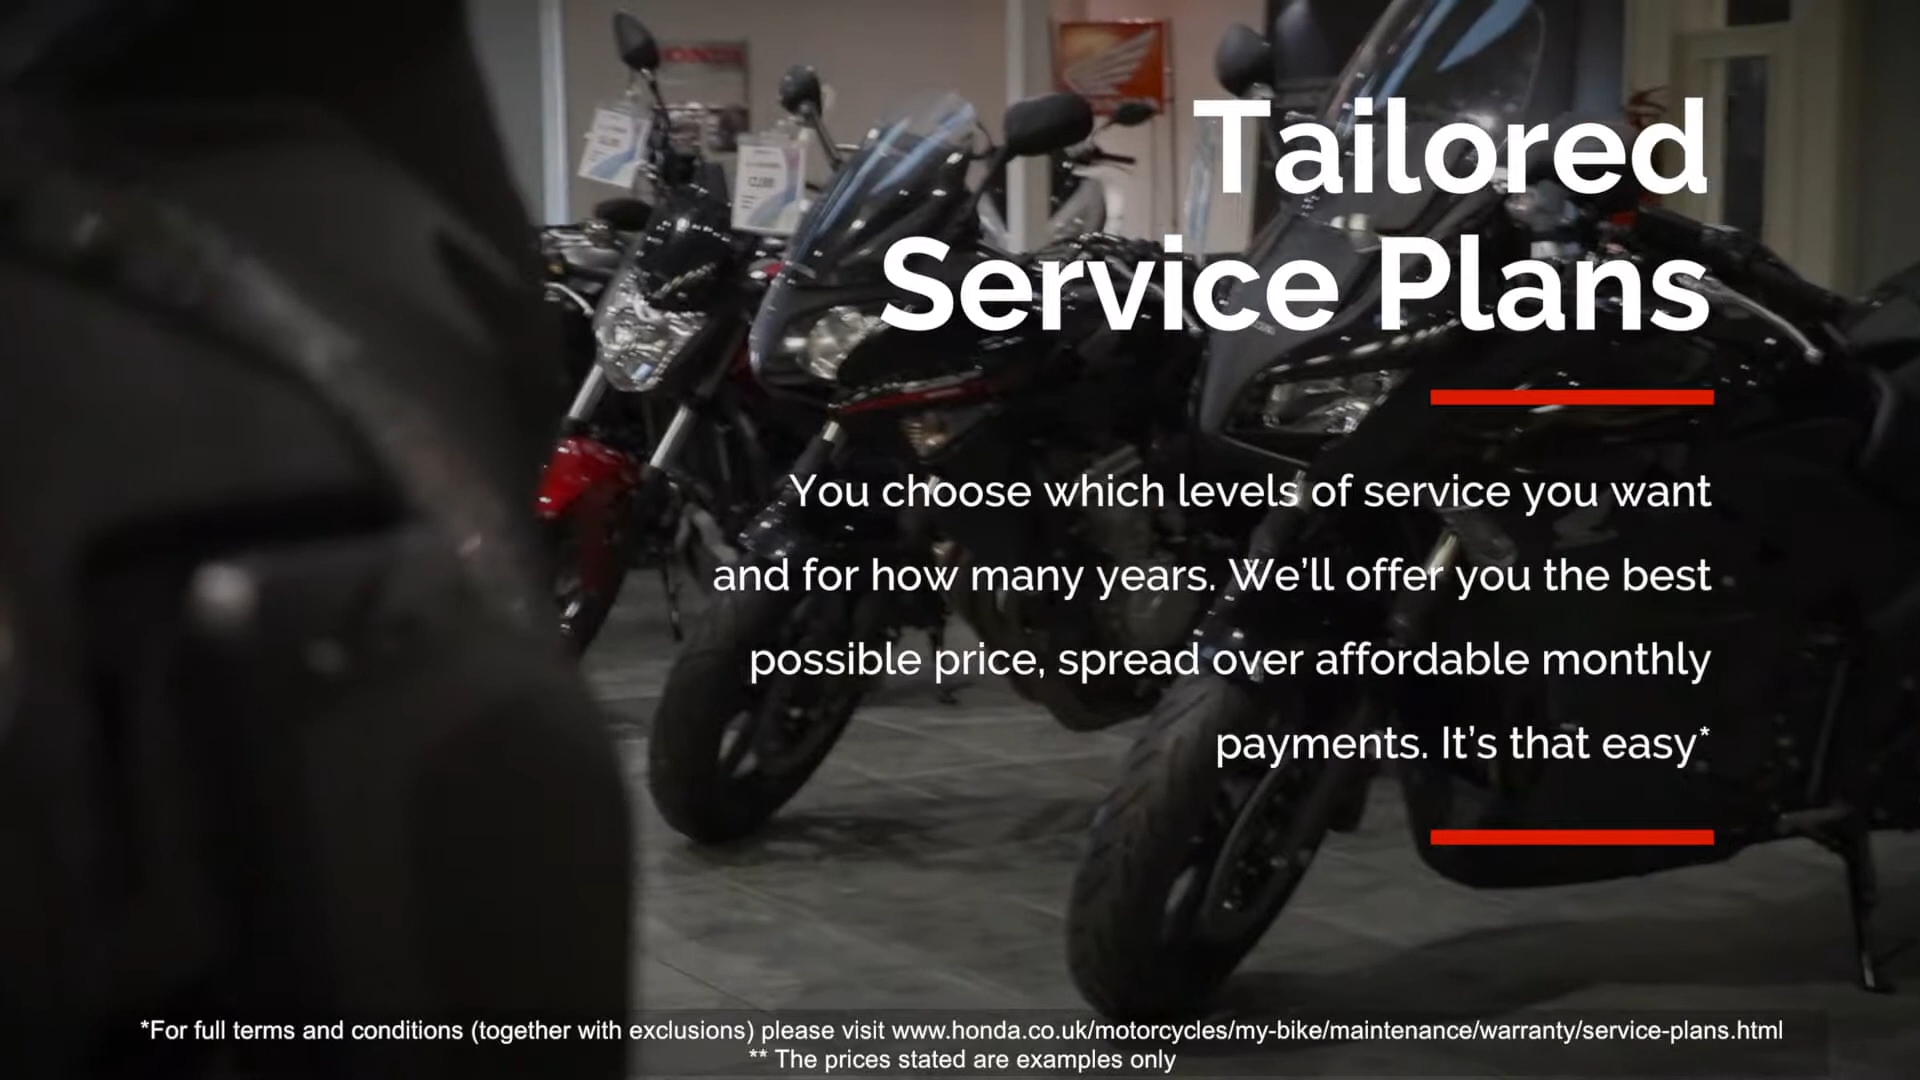 HONDA
Tailored
Service Plans
You choose which levels of service you want
and for how many years. We'll offer you the best
possible price, spread over affordable monthly
payments. It's that easy*
*For full terms and conditions (together with exclusions) please visit www.honda.co.uk/motorcycles/my-bike/maintenance/warranty/service-plans.html
** The prices stated are examples only